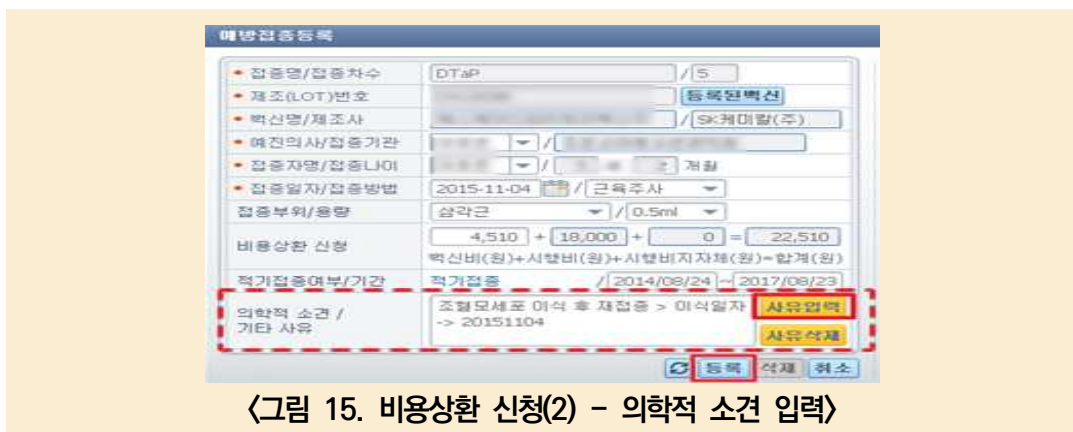 예방접종등록
• 접종명/접종차수 DTaP / 5
• 제조(LOT)번호 등록된백신
• 백신명/제조사 / SK케미칼(주)
• 예진의사/접종기관 /
• 접종자명/접종나이 / 개월
• 접종일자/접종방법 2015-11-04 / 근육주사
접종부위/용량 삼각근 / 0.5ml
비용상환 신청 4,510 + 18,000 + 0 = 22,510
백신비(원)+시행비(원)+시행비지자체(원)=합계(원)
적기접종여부/기간 적기접종 / 2014/08/24 ~ 2017/08/23
의학적 소견 /
기타 사유
조혈모세포 이식 후 재접종 > 이식일자
-> 20151104
사유입력
사유삭제
등록 삭제 취소
〈그림 15. 비용상환 신청(2) - 의학적 소견 입력〉